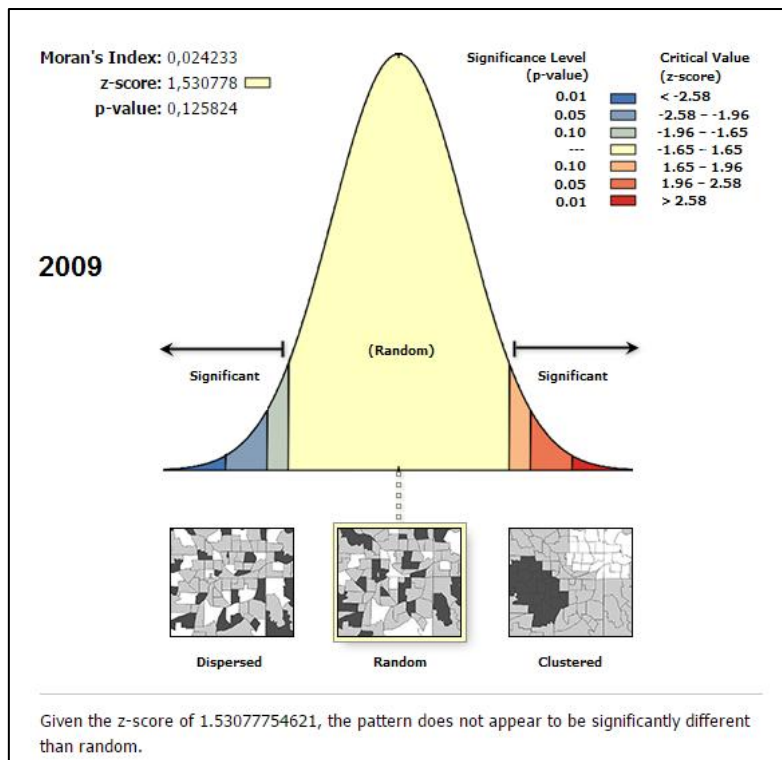 Moran's Index: 0,024233
z-score: 1,530778
p-value: 0,125824
Significance Level (p-value)
Critical Value (z-score)
0.01 < -2.58
0.05 -2.58 – -1.96
0.10 -1.96 – -1.65
--- -1.65 – 1.65
0.10 1.65 – 1.96
0.05 1.96 – 2.58
0.01 > 2.58
2009
(Random)
Significant
Significant
Dispersed
Random
Clustered
Given the z-score of 1.53077754621, the pattern does not appear to be significantly different
than random.